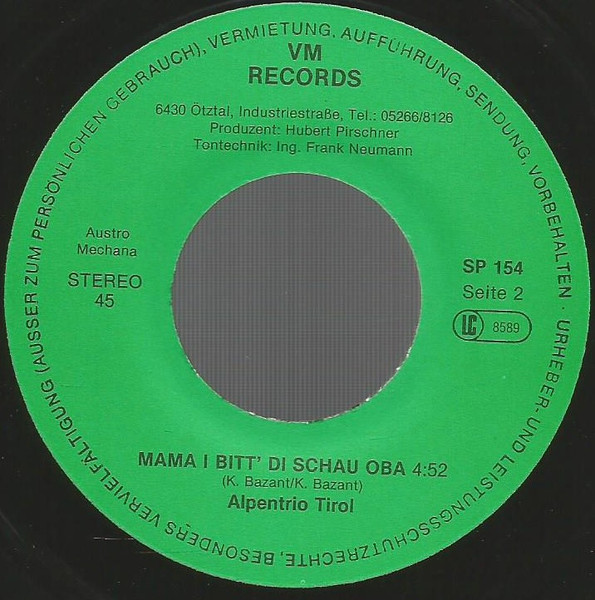 VM
RECORDS
6430 Ötztal, Industriestraße, Tel.: 05266/8126
Produzent: Hubert Pirschner
Tontechnik: Ing. Frank Neumann
Austro
Mechana
STEREO
45
SP 154
Seite 2
LC 8589
MAMA I BITT' DI SCHAU OBA 4:52
(K. Bazant/K. Bazant)
Alpentrio Tirol
URHEBER- UND LEISTUNGSSCHUTZRECHTE, BESONDERS VERVIELFÄLTIGUNG (AUSSER ZUM PERSÖNLICHEN GEBRAUCH), VERMIETUNG, AUFFÜHRUNG, SENDUNG, VORBEHALTEN ·